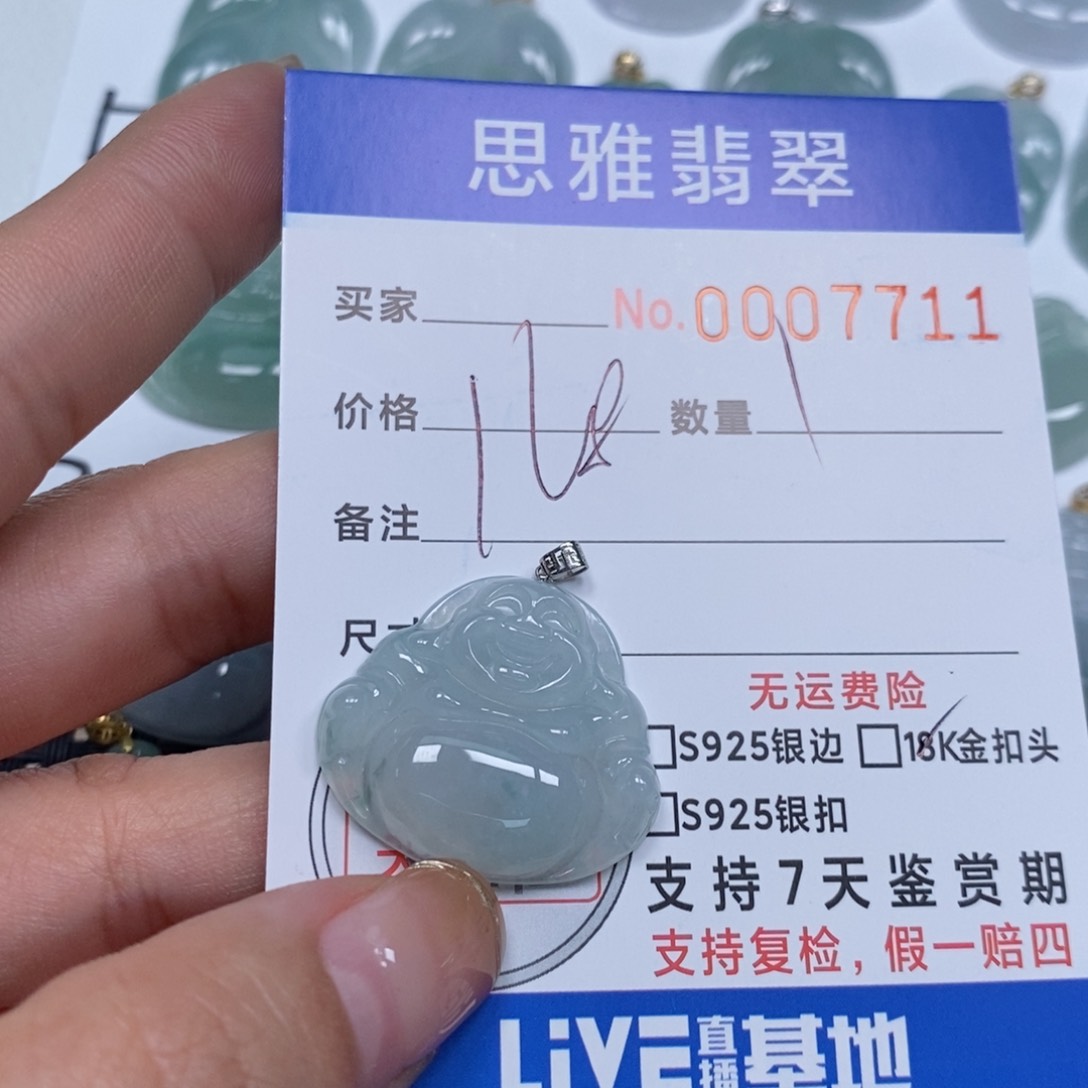 思雅翡翠
买家 No.0007711
价格 数量 1
备注
尺
无运费险
□S925银边 □18K金扣头
□S925银扣
支持7天鉴赏期
支持复检，假一赔四
LiVE直播基地